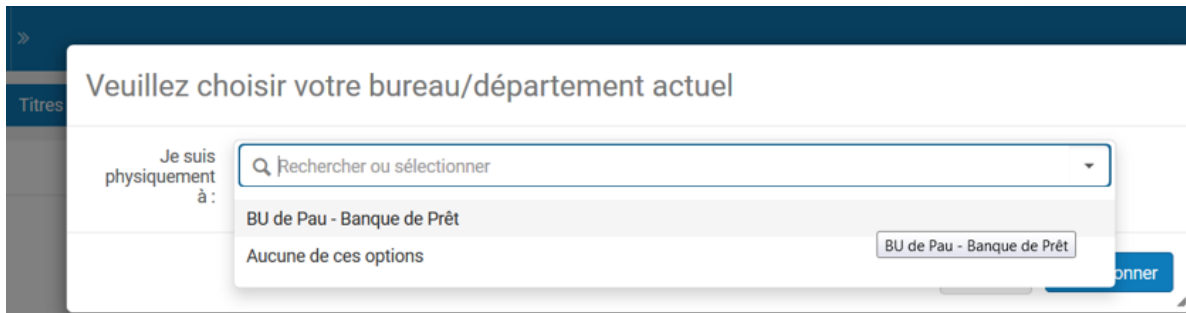 »
Veuillez choisir votre bureau/département actuel
Titres
Je suis
physiquement
à :
Rechercher ou sélectionner
BU de Pau - Banque de Prêt
Aucune de ces options
BU de Pau - Banque de Prêt
onner